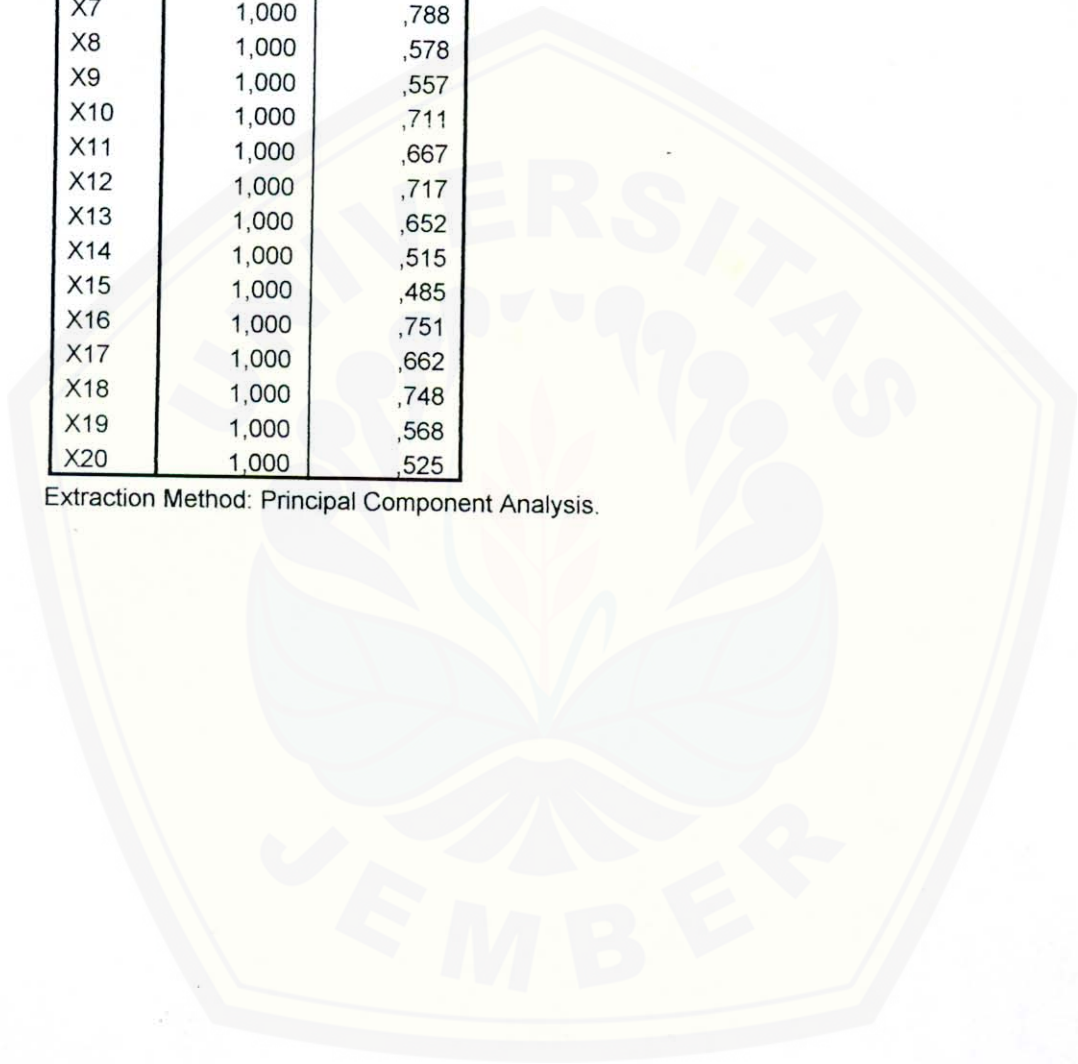 X7 1,000 ,788
X8 1,000 ,578
X9 1,000 ,557
X10 1,000 ,711
X11 1,000 ,667
X12 1,000 ,717
X13 1,000 ,652
X14 1,000 ,515
X15 1,000 ,485
X16 1,000 ,751
X17 1,000 ,662
X18 1,000 ,748
X19 1,000 ,568
X20 1,000 ,525
Extraction Method: Principal Component Analysis.
UNIVERSITAS
JEMBER